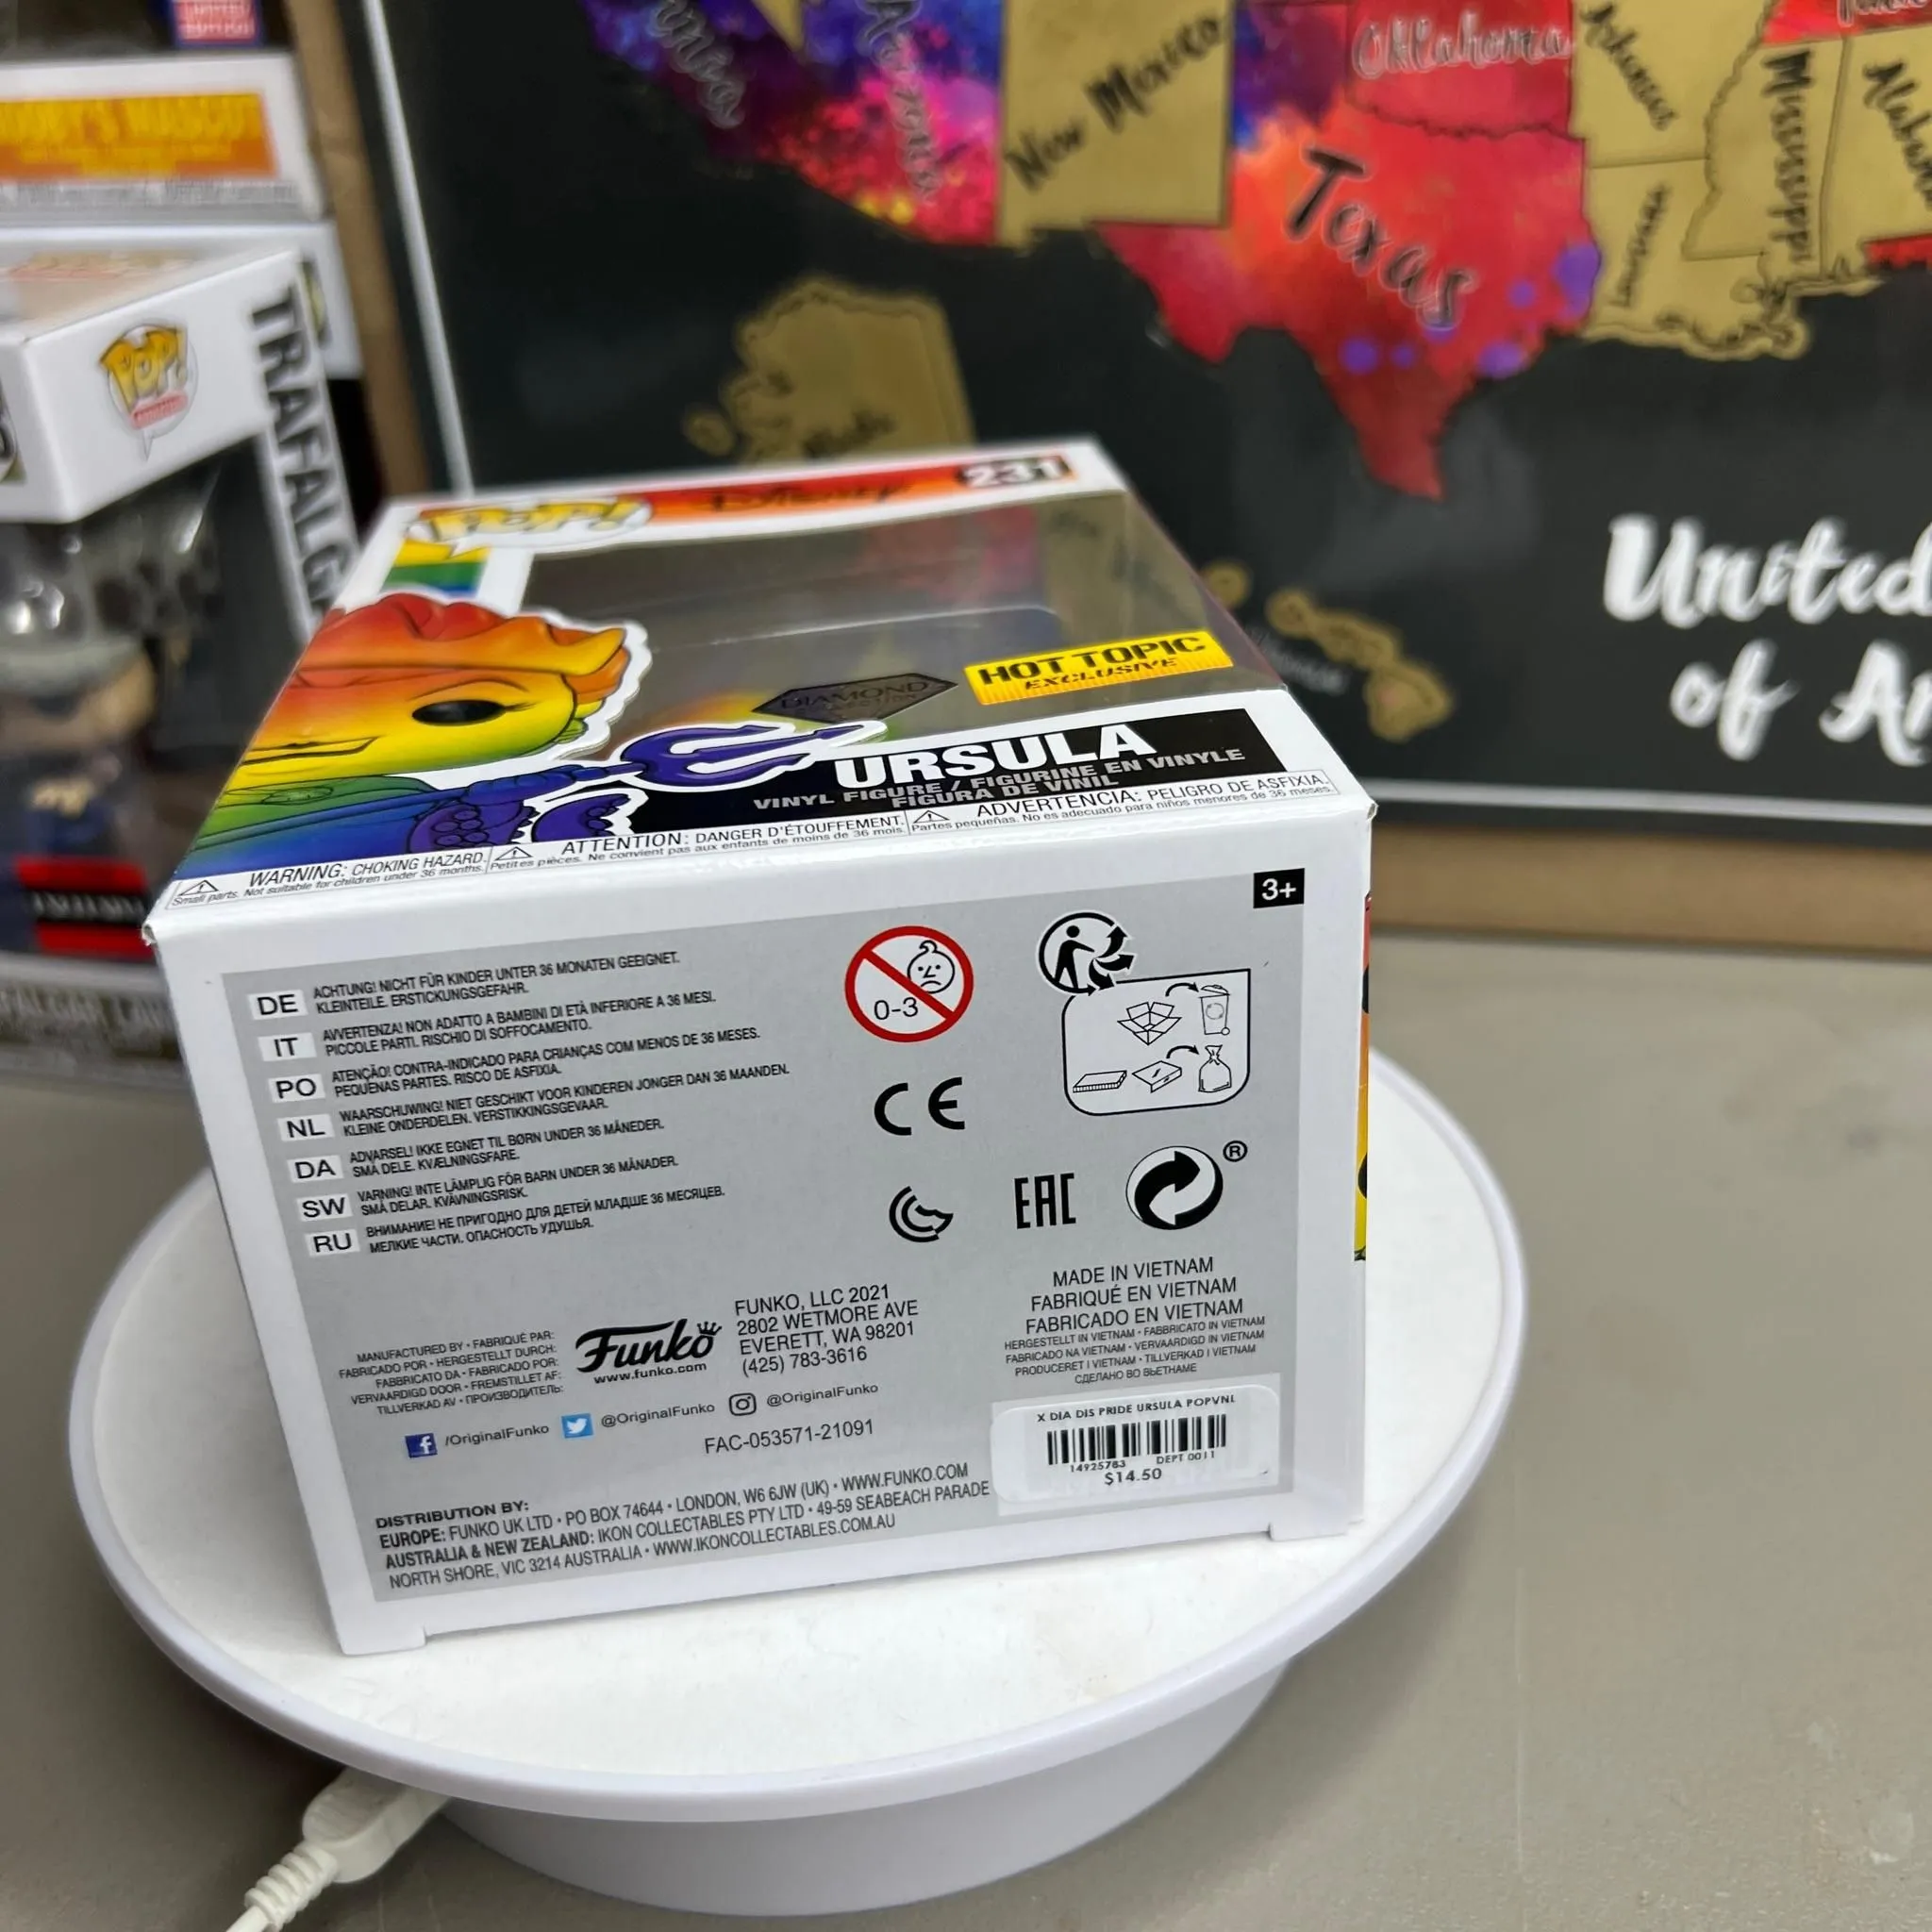 Arizona
New Mexico
Oklahoma
Arkansas
Texas
Louisiana
Mississippi
United
of
POP!
TRAFALG
POP!
Disney
231
DIAMOND
HOT TOPIC
EXCLUSIVE
URSULA
VINYL FIGURE / FIGURINE EN VINYLE
FIGURA DE VINIL
WARNING: CHOKING HAZARD.
Small parts. Not suitable for children under 36 months.
ATTENTION: DANGER D'ÉTOUFFEMENT.
Petites pièces. Ne convient pas aux enfants de moins de 36 mois.
ADVERTENCIA: PELIGRO DE ASFIXIA.
Partes pequeñas. No es adecuado para niños menores de 36 meses.
3+
DE ACHTUNG! NICHT FÜR KINDER UNTER 36 MONATEN GEEIGNET.
KLEINTEILE. ERSTICKUNGSGEFAHR.
IT AVVERTENZA! NON ADATTO A BAMBINI DI ETÀ INFERIORE A 36 MESI.
PICCOLE PARTI. RISCHIO DI SOFFOCAMENTO.
PO ATENÇÃO! CONTRA-INDICADO PARA CRIANÇAS COM MENOS DE 36 MESES.
PEQUENAS PARTES. RISCO DE ASFIXIA.
NL WAARSCHUWING! NIET GESCHIKT VOOR KINDEREN JONGER DAN 36 MAANDEN.
KLEINE ONDERDELEN. VERSTIKKINGSGEVAAR.
DA ADVARSEL! IKKE EGNET TIL BØRN UNDER 36 MÅNEDER.
SMÅ DELE. KVÆLNINGSFARE.
SW VARNING! INTE LÄMPLIG FÖR BARN UNDER 36 MÅNADER.
SMÅ DELAR. KVÄVNINGSRISK.
RU ВНИМАНИЕ! НЕ ПРИГОДНО ДЛЯ ДЕТЕЙ МЛАДШЕ 36 МЕСЯЦЕВ.
МЕЛКИЕ ЧАСТИ. ОПАСНОСТЬ УДУШЬЯ.
0-3
CE
EAC
®
MANUFACTURED BY • FABRIQUÉ PAR:
FABRICADO POR • HERGESTELLT DURCH:
FABBRICATO DA • FABRICADO POR:
VERVAARDIGD DOOR • FREMSTILLET AF:
TILLVERKAD AV • ПРОИЗВОДИТЕЛЬ:
Funko
www.funko.com
FUNKO, LLC 2021
2802 WETMORE AVE
EVERETT, WA 98201
(425) 783-3616
/OriginalFunko @OriginalFunko @OriginalFunko
FAC-053571-21091
MADE IN VIETNAM
FABRIQUÉ EN VIETNAM
FABRICADO EN VIETNAM
HERGESTELLT IN VIETNAM • FABBRICATO IN VIETNAM
FABRICADO NA VIETNAM • VERVAARDIGD IN VIETNAM
PRODUCERET I VIETNAM • TILLVERKAD I VIETNAM
СДЕЛАНО ВО ВЬЕТНАМЕ
X DIA DIS PRIDE URSULA POPVNL
14925783 DEPT 0011
$14.50
DISTRIBUTION BY:
EUROPE: FUNKO UK LTD • PO BOX 74644 • LONDON, W6 6JW (UK) • WWW.FUNKO.COM
AUSTRALIA & NEW ZEALAND: IKON COLLECTABLES PTY LTD • 49-59 SEABEACH PARADE
NORTH SHORE, VIC 3214 AUSTRALIA • WWW.IKONCOLLECTABLES.COM.AU